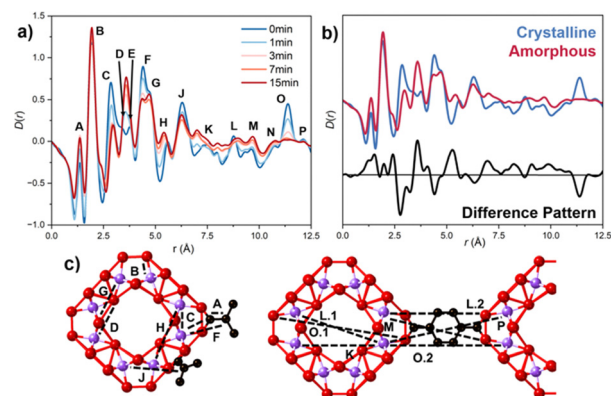 a)
D(r)
1.0
0.5
0.0
−0.5
−1.0
0.0 2.5 5.0 7.5 10.0 12.5
r (Å)
A B C D E F G H J K L M N O P
0min
1min
3min
7min
15min
b)
Crystalline
Amorphous
D(r)
Difference Pattern
0.0 2.5 5.0 7.5 10.0 12.5
r (Å)
c)
B
G
A
C
D
H
F
J
L.1
L.2
O.1
M
P
K
O.2